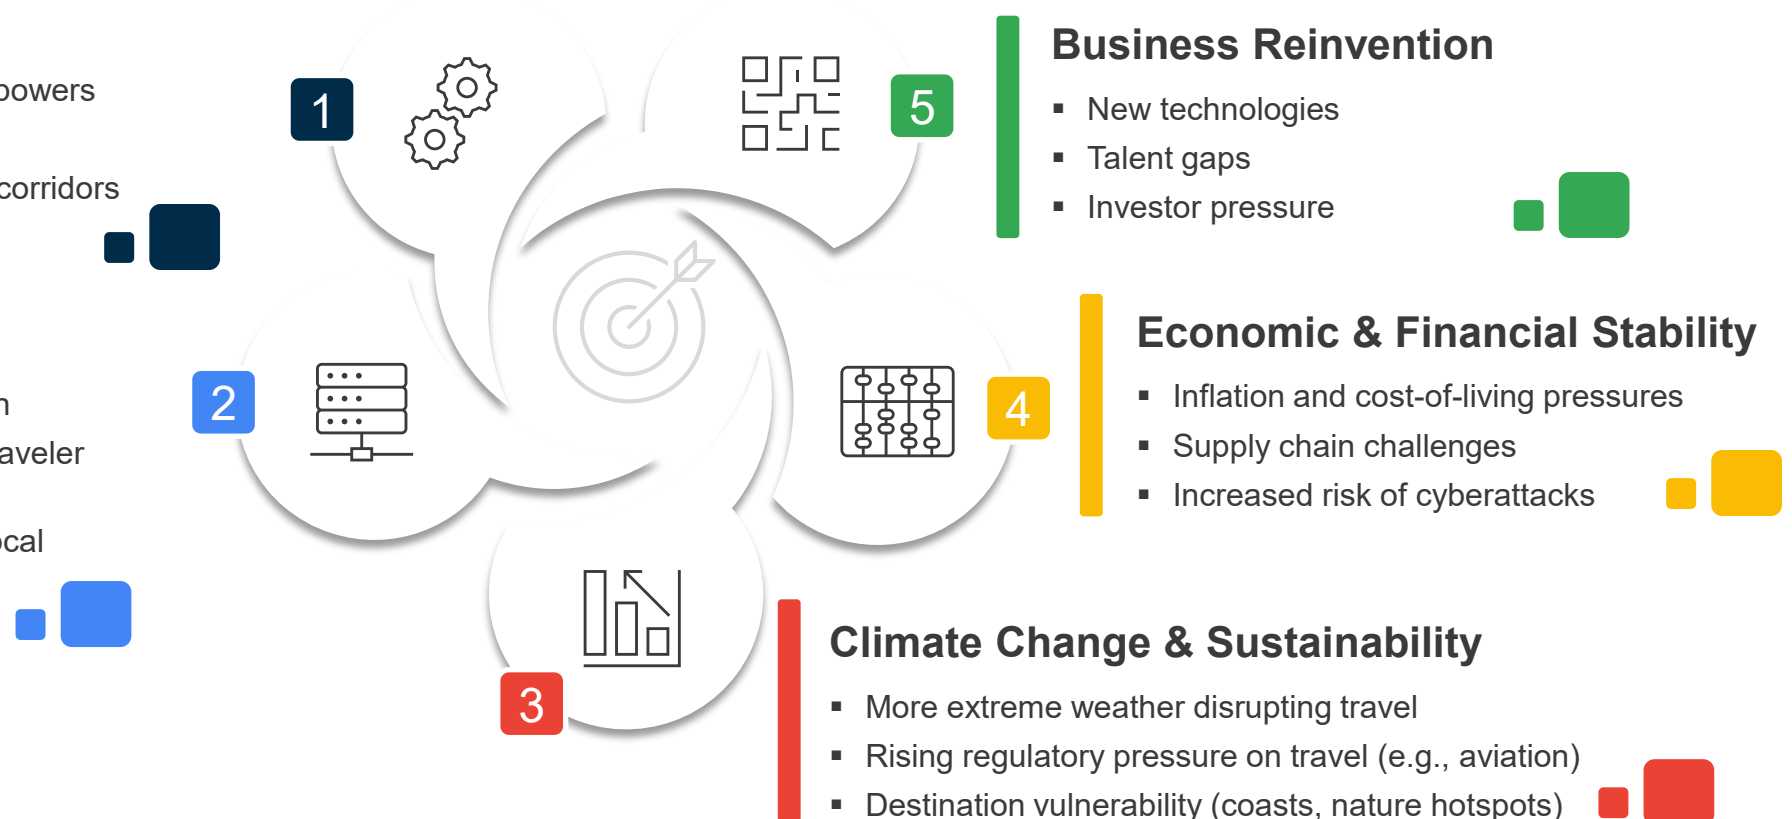 powers
corridors
1
n
aveler
ocal
2
5
Business Reinvention
▪ New technologies
▪ Talent gaps
▪ Investor pressure
4
Economic & Financial Stability
▪ Inflation and cost-of-living pressures
▪ Supply chain challenges
▪ Increased risk of cyberattacks
3
Climate Change & Sustainability
▪ More extreme weather disrupting travel
▪ Rising regulatory pressure on travel (e.g., aviation)
▪ Destination vulnerability (coasts, nature hotspots)